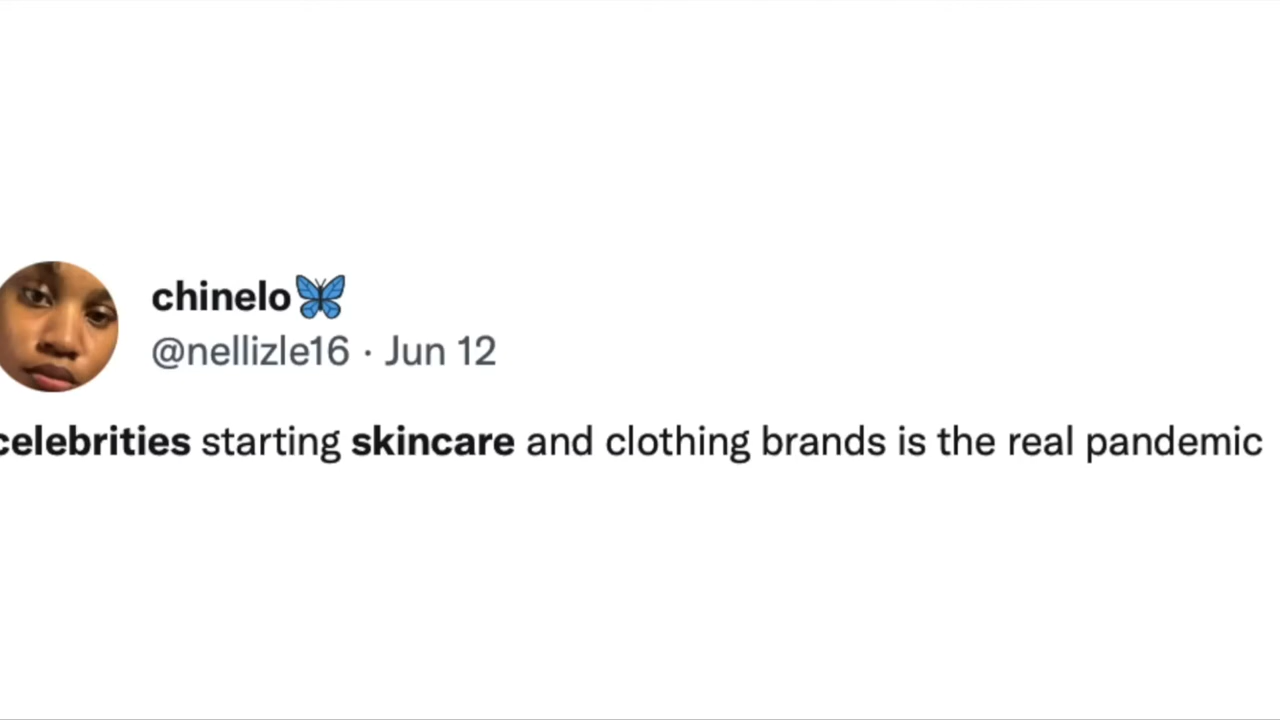 chinelo🦋
@nellizle16 · Jun 12
celebrities starting skincare and clothing brands is the real pandemic